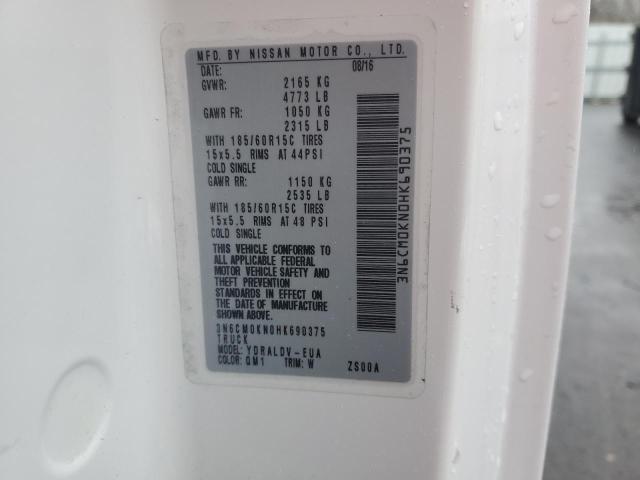 MFD. BY NISSAN MOTOR CO., LTD.
DATE: 08/16
GVWR: 2165 KG
4773 LB
GAWR FR: 1050 KG
2315 LB
WITH 185/60R15C TIRES
15x5.5 RIMS AT 44PSI
COLD SINGLE
GAWR RR: 1150 KG
2535 LB
WITH 185/60R15C TIRES
15x5.5 RIMS AT 48 PSI
COLD SINGLE
THIS VEHICLE CONFORMS TO
ALL APPLICABLE FEDERAL
MOTOR VEHICLE SAFETY AND
THEFT PREVENTION
STANDARDS IN EFFECT ON
THE DATE OF MANUFACTURE
SHOWN ABOVE.
3N6CM0KN0HK690375
TRUCK
MODEL: YDRALDV-EUA
COLOR: QM1 TRIM: W ZS00A
3N6CM0KN0HK690375